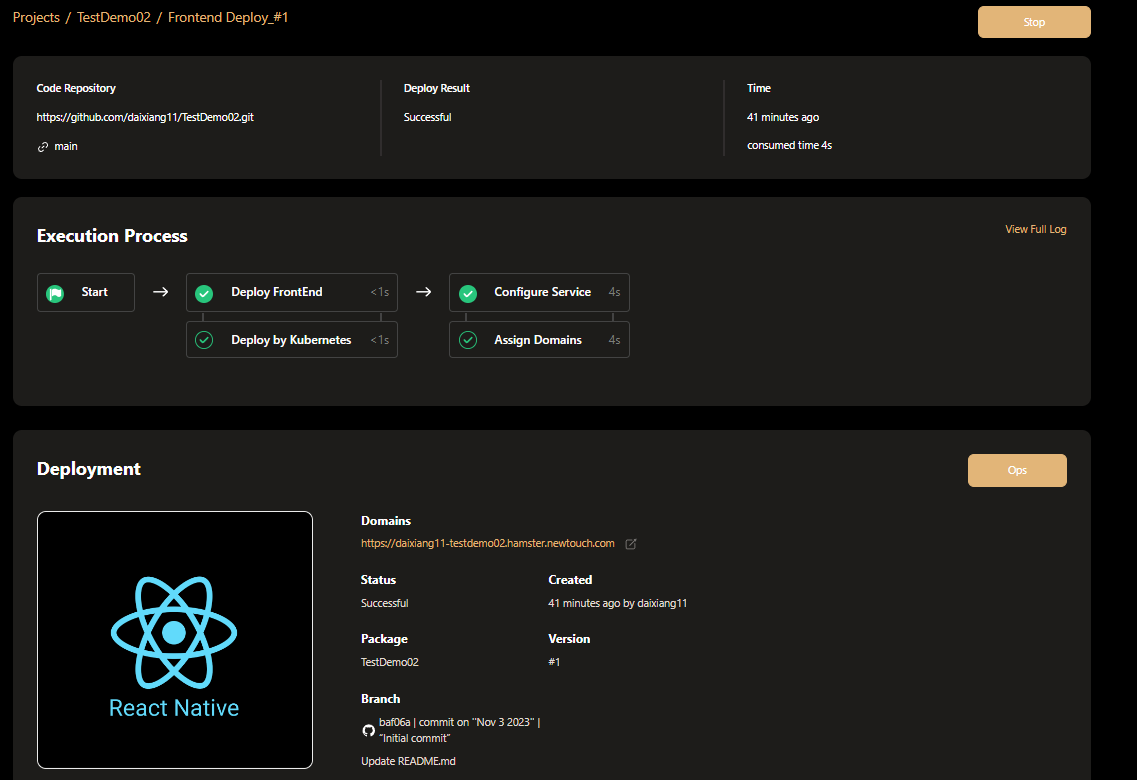 Projects / TestDemo02 / Frontend Deploy_#1
Stop
Code Repository
https://github.com/daixiang11/TestDemo02.git
main
Deploy Result
Successful
Time
41 minutes ago
consumed time 4s
Execution Process
View Full Log
Start
Deploy FrontEnd <1s
Deploy by Kubernetes <1s
Configure Service 4s
Assign Domains 4s
Deployment
Ops
React Native
Domains
https://daixiang11-testdemo02.hamster.newtouch.com
Status
Successful
Created
41 minutes ago by daixiang11
Package
TestDemo02
Version
#1
Branch
baf06a | commit on "Nov 3 2023" |
"Initial commit"
Update README.md